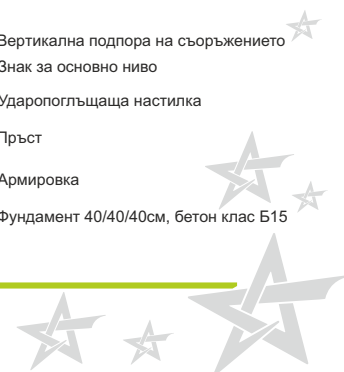 Вертикална подпора на съоръжението
Знак за основно ниво
Ударопоглъщаща настилка
Пръст
Армировка
Фундамент 40/40/40см, бетон клас Б15